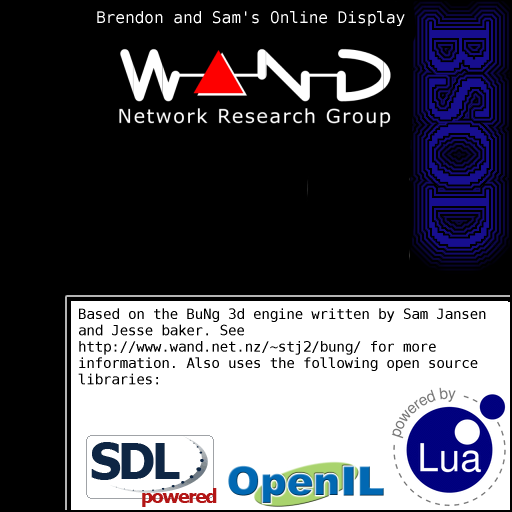 Brendon and Sam's Online Display
WAND
Network Research Group
BSOD
Based on the BuNg 3d engine written by Sam Jansen
and Jesse baker. See
http://www.wand.net.nz/~stj2/bung/ for more
information. Also uses the following open source
libraries:
SDL
powered
OpenIL
powered by
Lua